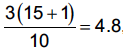 3(15 + 1)
10
= 4.8.